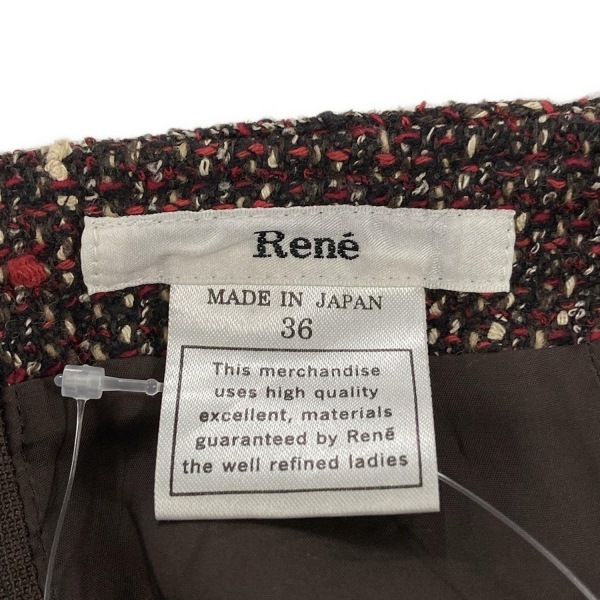 René
MADE IN JAPAN
36
This merchandise
uses high quality
excellent, materials
guaranteed by René
the well refined ladies